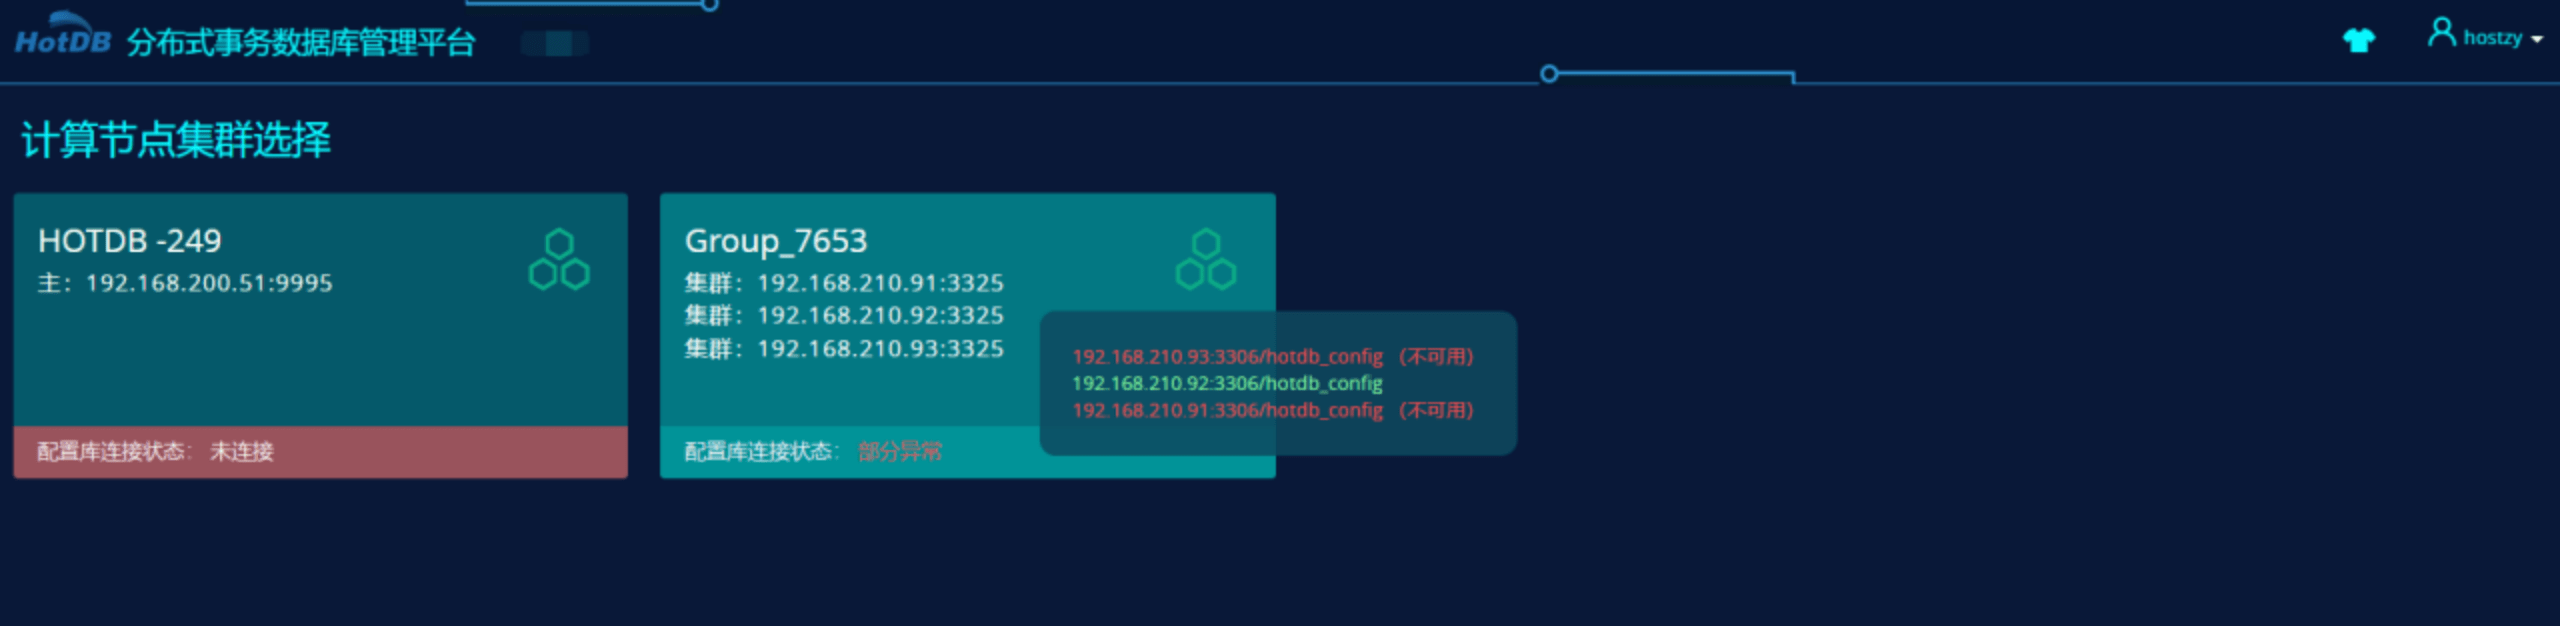 HotDB 分布式事务数据库管理平台
hostzy
计算节点集群选择
HOTDB -249
主：192.168.200.51:9995
配置库连接状态： 未连接
Group_7653
集群：192.168.210.91:3325
集群：192.168.210.92:3325
集群：192.168.210.93:3325
配置库连接状态： 部分异常
192.168.210.93:3306/hotdb_config （不可用）
192.168.210.92:3306/hotdb_config
192.168.210.91:3306/hotdb_config （不可用）